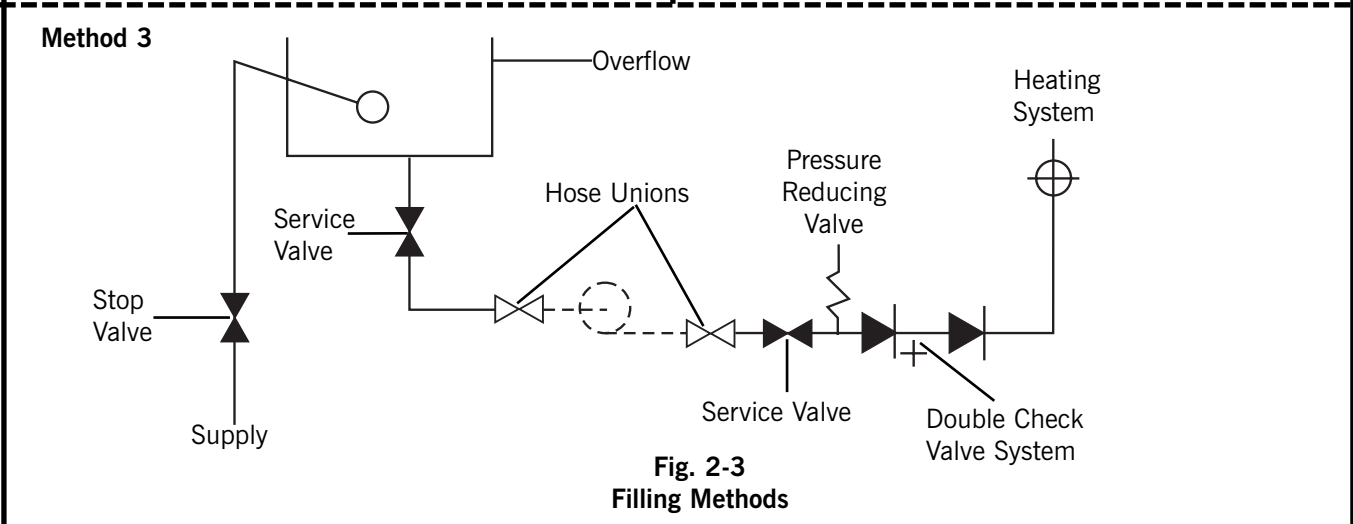 Method 3
Overflow
Heating
System
Pressure
Reducing
Valve
Hose Unions
Service
Valve
Stop
Valve
Supply
Service Valve
Double Check
Valve System
Fig. 2-3
Filling Methods